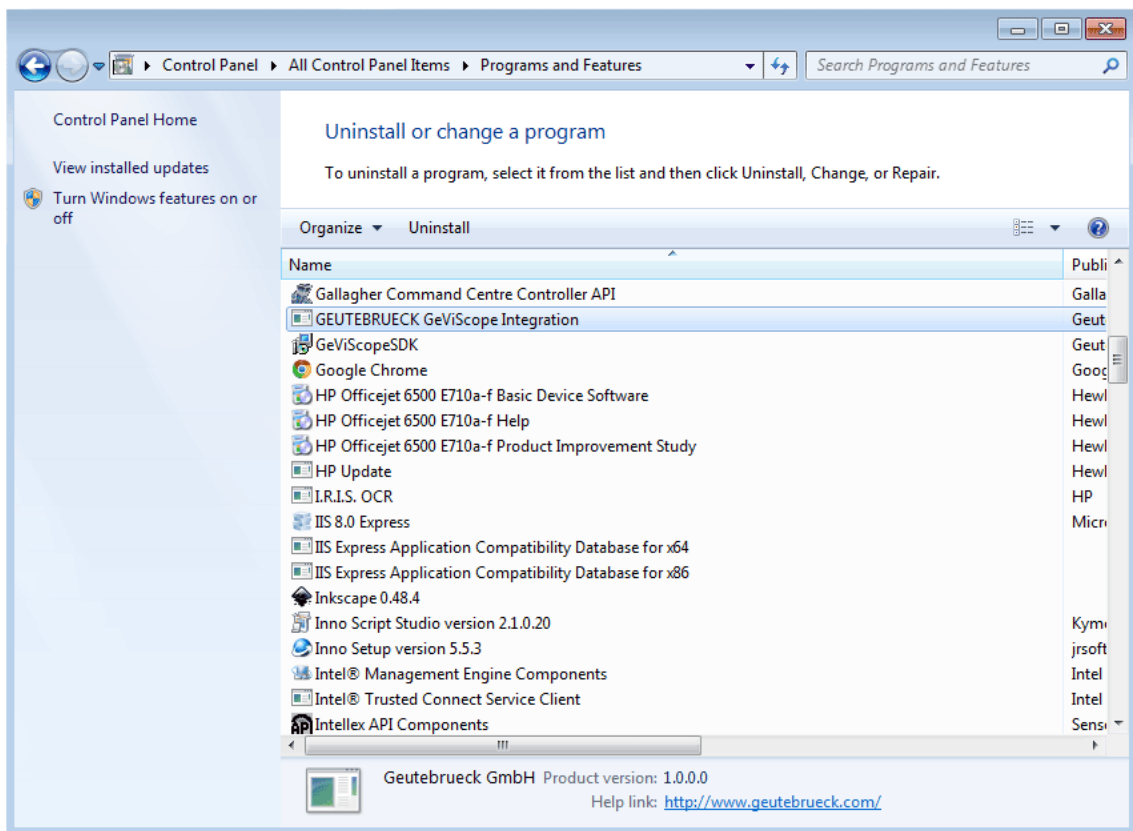 Control Panel All Control Panel Items Programs and Features Search Programs and Features
Control Panel Home
View installed updates
Turn Windows features on or
off
Uninstall or change a program
To uninstall a program, select it from the list and then click Uninstall, Change, or Repair.
Organize Uninstall
Name Publi
Gallagher Command Centre Controller API Galla
GEUTEBRUECK GeViScope Integration Geut
GeViScopeSDK Geut
Google Chrome Goog
HP Officejet 6500 E710a-f Basic Device Software Hewl
HP Officejet 6500 E710a-f Help Hewl
HP Officejet 6500 E710a-f Product Improvement Study Hewl
HP Update Hewl
I.R.I.S. OCR HP
IIS 8.0 Express Micro
IIS Express Application Compatibility Database for x64
IIS Express Application Compatibility Database for x86
Inkscape 0.48.4
Inno Script Studio version 2.1.0.20 Kymo
Inno Setup version 5.5.3 jrsoft
Intel® Management Engine Components Intel
Intel® Trusted Connect Service Client Intel
API Intellex API Components Senso
Geutebrueck GmbH Product version: 1.0.0.0
Help link: http://www.geutebrueck.com/